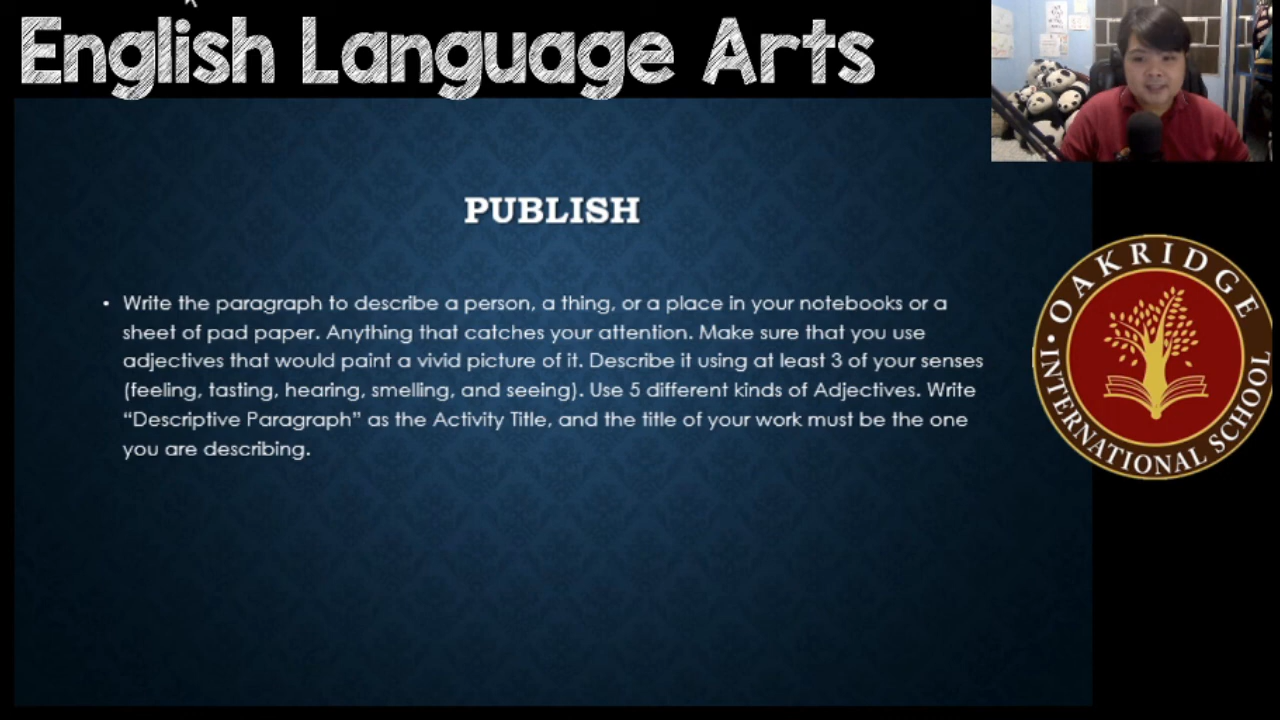 English Language Arts
PUBLISH
• Write the paragraph to describe a person, a thing, or a place in your notebooks or a
sheet of pad paper. Anything that catches your attention. Make sure that you use
adjectives that would paint a vivid picture of it. Describe it using at least 3 of your senses
(feeling, tasting, hearing, smelling, and seeing). Use 5 different kinds of Adjectives. Write
“Descriptive Paragraph” as the Activity Title, and the title of your work must be the one
you are describing.
• OAKRIDGE
INTERNATIONAL SCHOOL